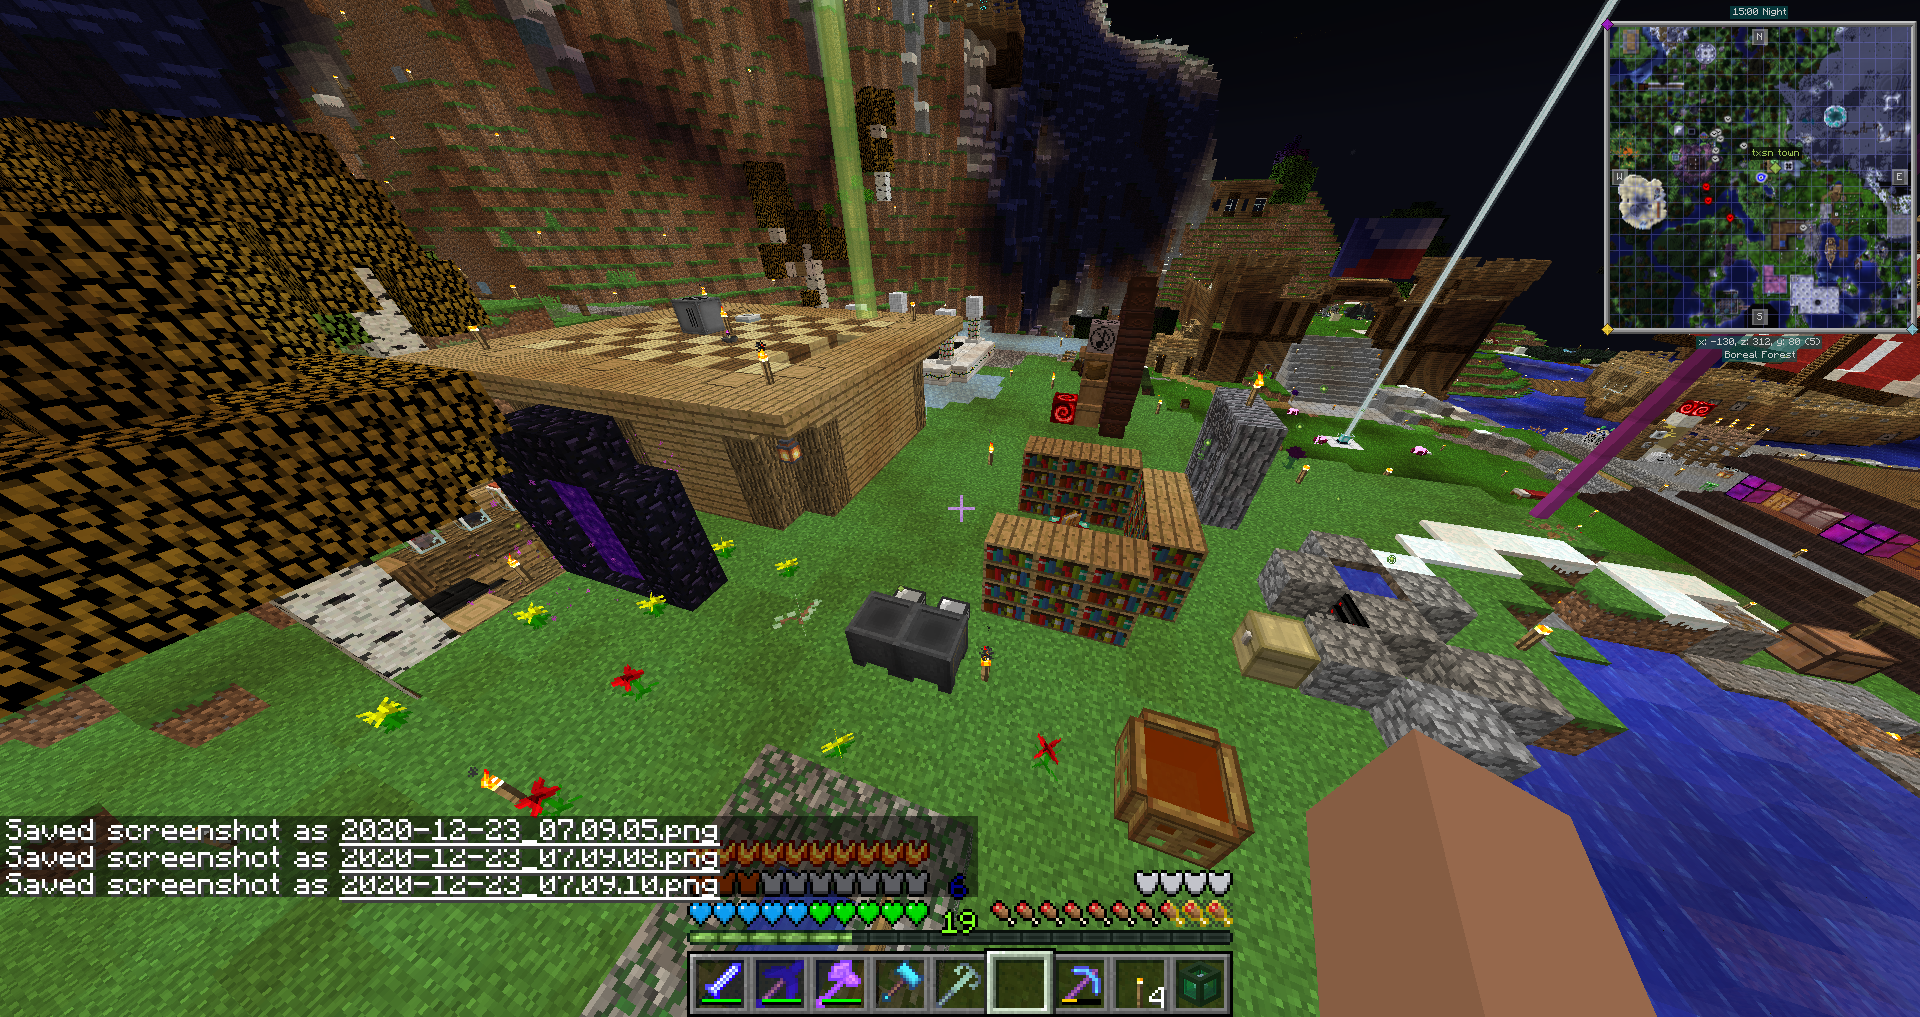 15:00 Night
N
txsn town
W
E
S
x: -130, z: 312, y: 80 (5)
Boreal Forest
Saved screenshot as 2020-12-23_07.09.05.png
Saved screenshot as 2020-12-23_07.09.08.png
Saved screenshot as 2020-12-23_07.09.10.png
6
19
4